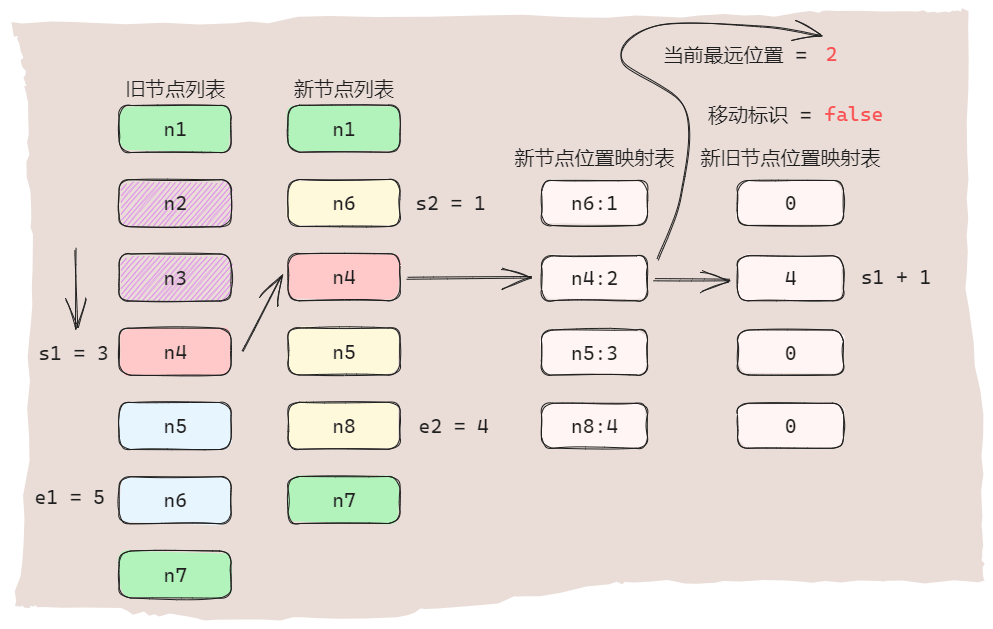 当前最远位置 = 2
旧节点列表 新节点列表
移动标识 = false
n1 n1
新节点位置映射表 新旧节点位置映射表
n2 n6 s2 = 1 n6:1 0
n3 n4 n4:2 4 s1 + 1
s1 = 3 n4 n5 n5:3 0
n5 n8 e2 = 4 n8:4 0
e1 = 5 n6 n7
n7